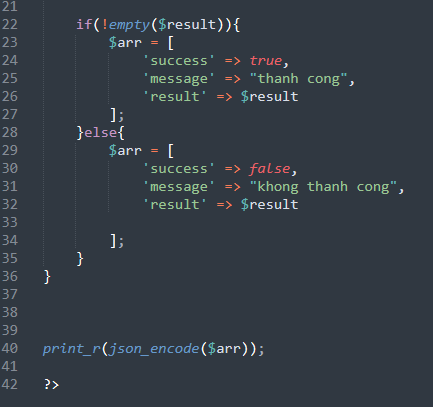 21
22 if(!empty($result)){
23 $arr = [
24 'success' => true,
25 'message' => "thanh cong",
26 'result' => $result
27 ];
28 }else{
29 $arr = [
30 'success' => false,
31 'message' => "khong thanh cong",
32 'result' => $result
33
34 ];
35 }
36 }
37
38
39
40 print_r(json_encode($arr));
41
42 ?>